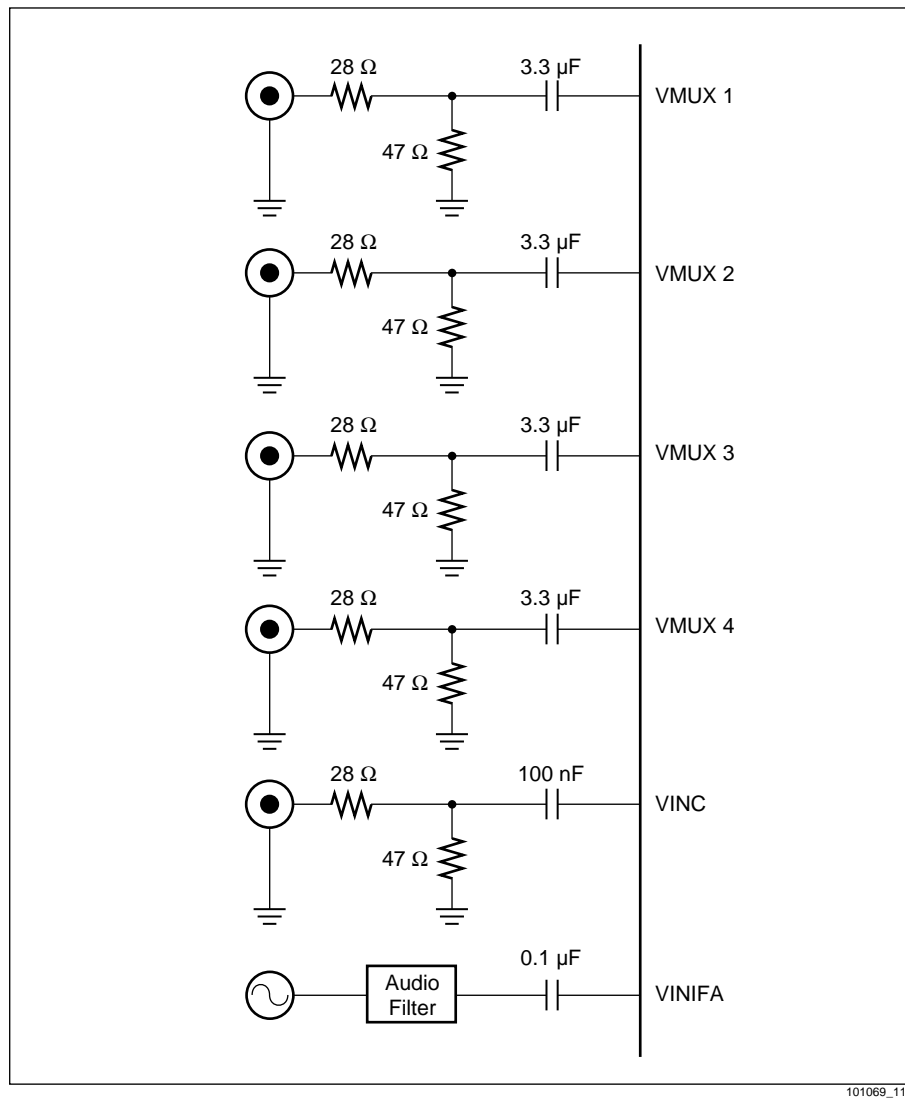 28 Ω
3.3 µF
VMUX 1
47 Ω
28 Ω
3.3 µF
VMUX 2
47 Ω
28 Ω
3.3 µF
VMUX 3
47 Ω
28 Ω
3.3 µF
VMUX 4
47 Ω
28 Ω
100 nF
VINC
47 Ω
0.1 µF
Audio
Filter
VINIFA
101069_11